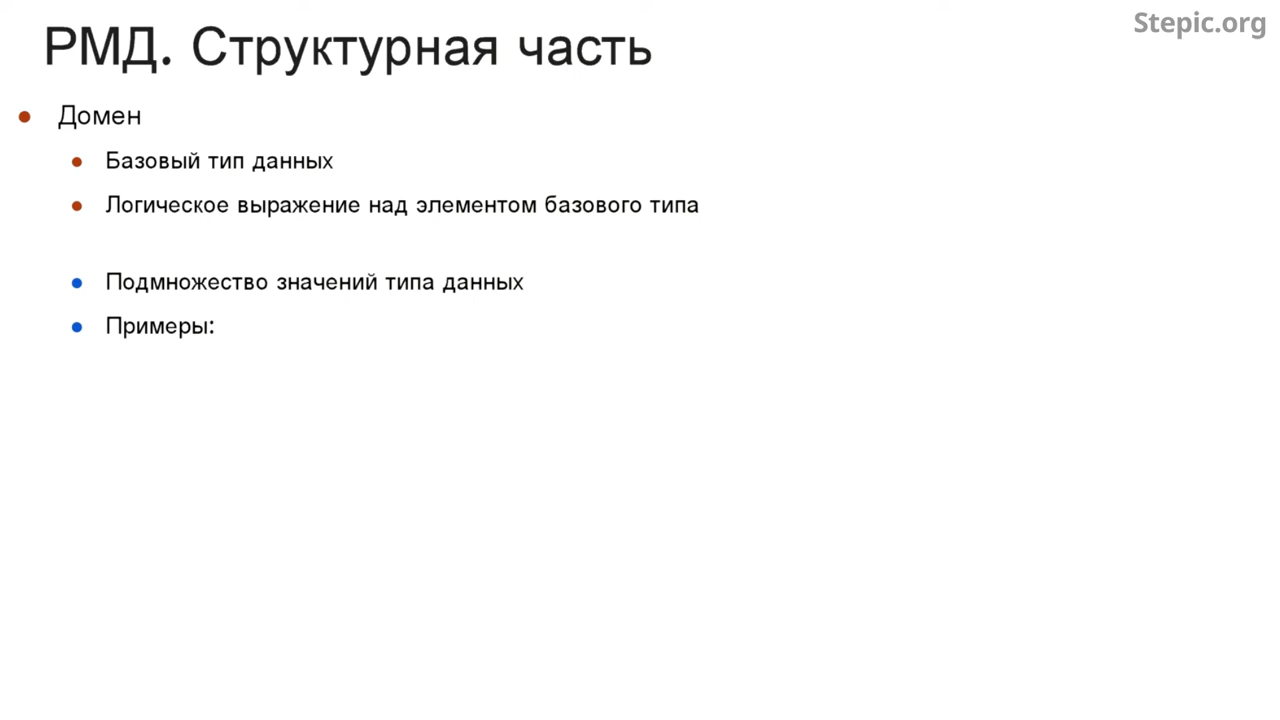 Stepic.org
РМД. Структурная часть
Домен
Базовый тип данных
Логическое выражение над элементом базового типа
Подмножество значений типа данных
Примеры: